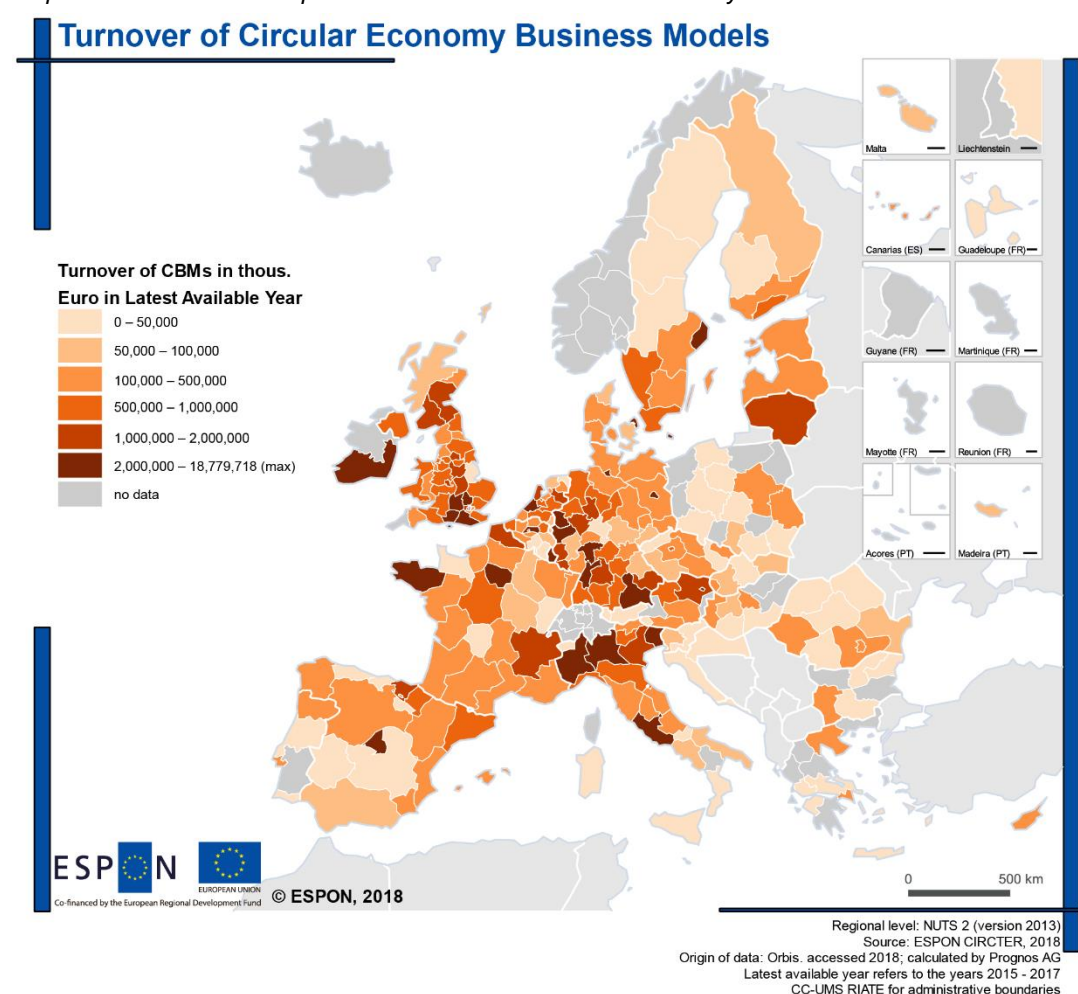 Turnover of Circular Economy Business Models
Turnover of CBMs in thous.
Euro in Latest Available Year
0 – 50,000
50,000 – 100,000
100,000 – 500,000
500,000 – 1,000,000
1,000,000 – 2,000,000
2,000,000 – 18,779,718 (max)
no data
Malta
Liechtenstein
Canarias (ES)
Guadeloupe (FR)
Guyane (FR)
Martinique (FR)
Mayotte (FR)
Reunion (FR)
Acores (PT)
Madeira (PT)
ESPON
EUROPEAN UNION
Co-financed by the European Regional Development Fund
© ESPON, 2018
0 500 km
Regional level: NUTS 2 (version 2013)
Source: ESPON CIRCTER, 2018
Origin of data: Orbis. accessed 2018; calculated by Prognos AG
Latest available year refers to the years 2015 - 2017
CC-UMS RIATE for administrative boundaries